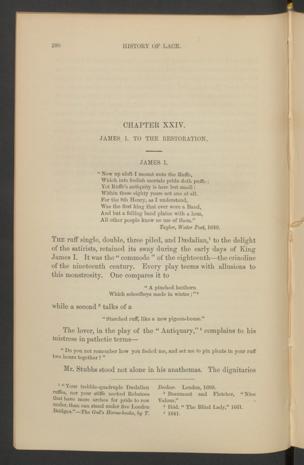 280 HISTORY OF LACE.
CHAPTER XXIV.
JAMES I. TO THE RESTORATION.
JAMES I.
"Now up aloft I mount unto the Ruffe,
Which into foolish mortals pride doth puffe;
Yet Ruffe's antiquity is here but small:
Within these eighty years not one at all.
For the 8th Henry, as I understand,
Was the first king that ever wore a Band,
And but a falling band plaine with a hem,
All other people knew no use of them."
Taylor, Water Poet, 1640.
THE ruff single, double, three piled, and Dædalian,¹ to the delight
of the satirists, retained its sway during the early days of King
James I. It was the "commode" of the eighteenth—the crinoline
of the nineteenth century. Every play teems with allusions to
this monstrosity. One compares it to
"A pinched lanthorn
Which schoolboys made in winter;"²
while a second ³ talks of a
"Starched ruff, like a new pigeon-house."
The lover, in the play of the "Antiquary,"⁴ complains to his
mistress in pathetic terms—
"Do you not remember how you fooled me, and set me to pin pleats in your ruff
two hours together?"
Mr. Stubbs stood not alone in his anathemas. The dignitaries
¹ "Your trebble-quadruple Dædalian
ruffes, nor your stiffe necked Rebatoes
that have more arches for pride to row
under, than can stand under five London
Bridges."—The Gul's Horne-booke, by T.
Deckar. London, 1609.
² Beaumont and Fletcher, "Nice
Valour."
³ Ibid. "The Blind Lady," 1661.
⁴ 1641.